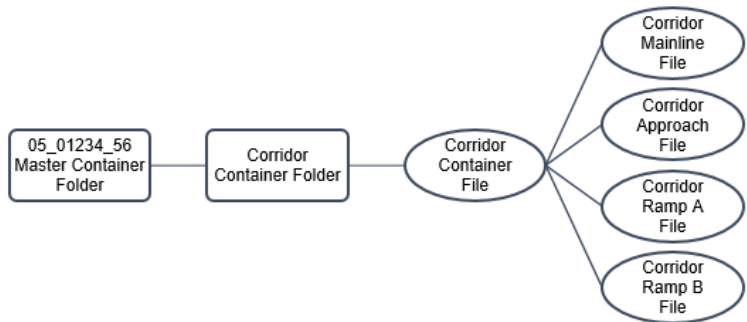 05_01234_56
Master Container
Folder
Corridor
Container Folder
Corridor
Container
File
Corridor
Mainline
File
Corridor
Approach
File
Corridor
Ramp A
File
Corridor
Ramp B
File